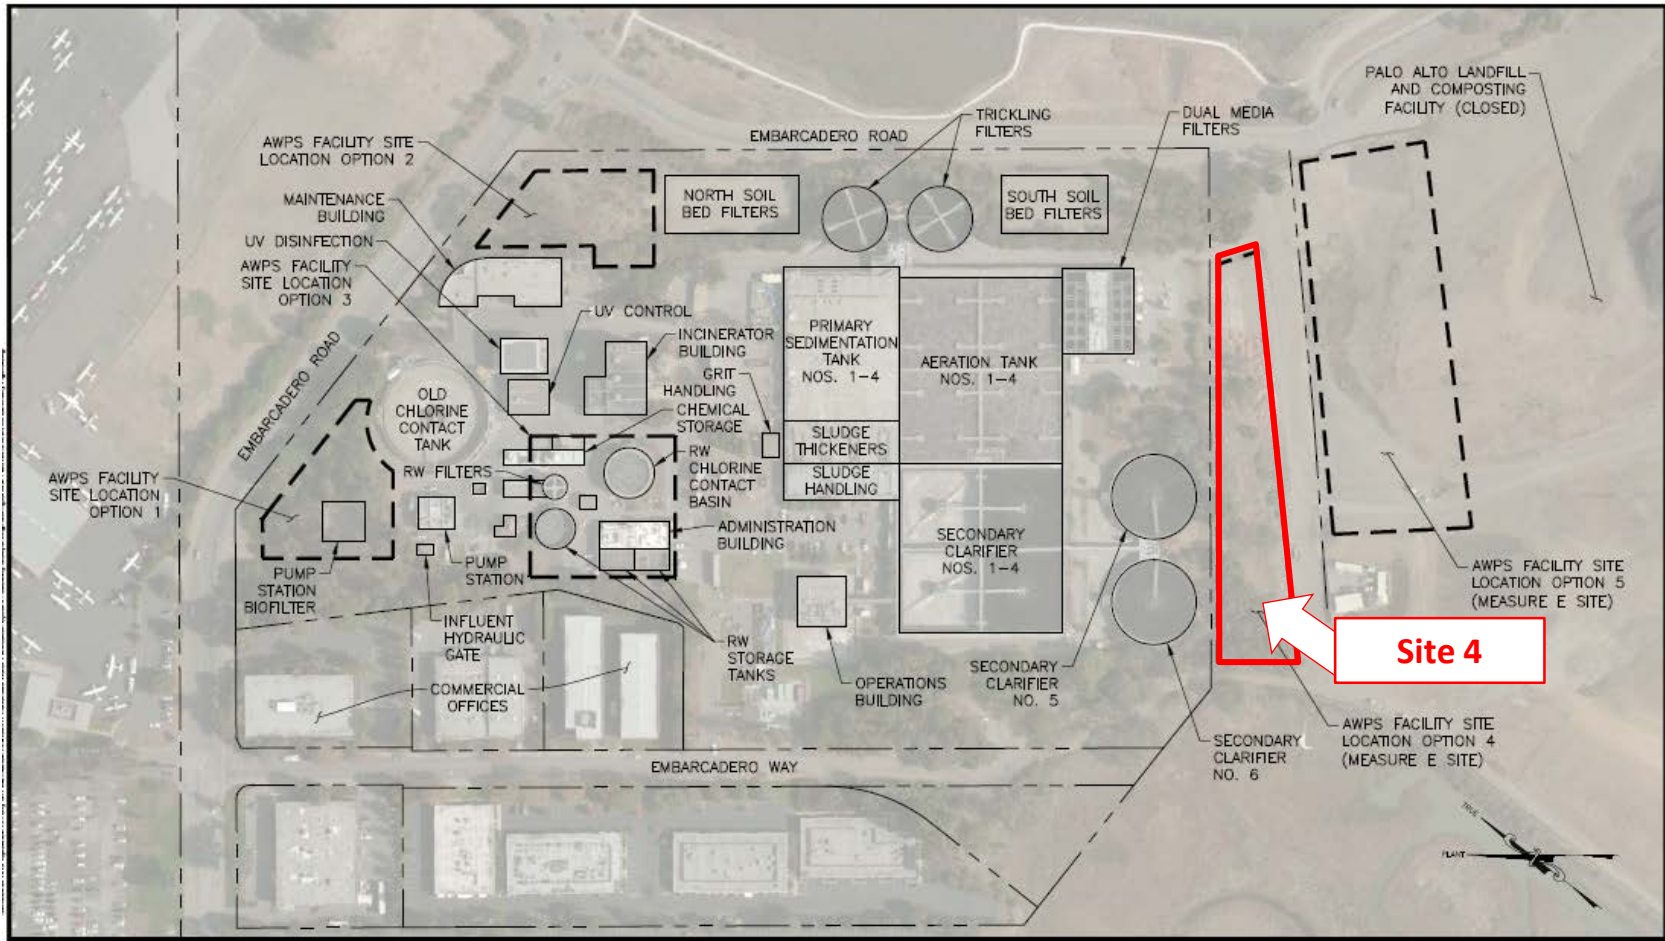 PALO ALTO LANDFILL
AND COMPOSTING
FACILITY (CLOSED)
TRICKLING
FILTERS
DUAL MEDIA
FILTERS
EMBARCADERO ROAD
AWPS FACILITY SITE
LOCATION OPTION 2
MAINTENANCE
BUILDING
UV DISINFECTION
AWPS FACILITY
SITE LOCATION
OPTION 3
NORTH SOIL
BED FILTERS
SOUTH SOIL
BED FILTERS
UV CONTROL
INCINERATOR
BUILDING
GRIT
HANDLING
CHEMICAL
STORAGE
PRIMARY
SEDIMENTATION
TANK
NOS. 1-4
AERATION TANK
NOS. 1-4
EMBARCADERO ROAD
OLD
CHLORINE
CONTACT
TANK
SLUDGE
THICKENERS
SLUDGE
HANDLING
RW FILTERS
RW
CHLORINE
CONTACT
BASIN
AWPS FACILITY
SITE LOCATION
OPTION 1
ADMINISTRATION
BUILDING
SECONDARY
CLARIFIER
NOS. 1-4
PUMP
STATION
BIOFILTER
PUMP
STATION
INFLUENT
HYDRAULIC
GATE
RW
STORAGE
TANKS
COMMERCIAL
OFFICES
OPERATIONS
BUILDING
SECONDARY
CLARIFIER
NO. 5
AWPS FACILITY SITE
LOCATION OPTION 5
(MEASURE E SITE)
Site 4
AWPS FACILITY SITE
LOCATION OPTION 4
(MEASURE E SITE)
SECONDARY
CLARIFIER
NO. 6
EMBARCADERO WAY
TRUE
PLANT